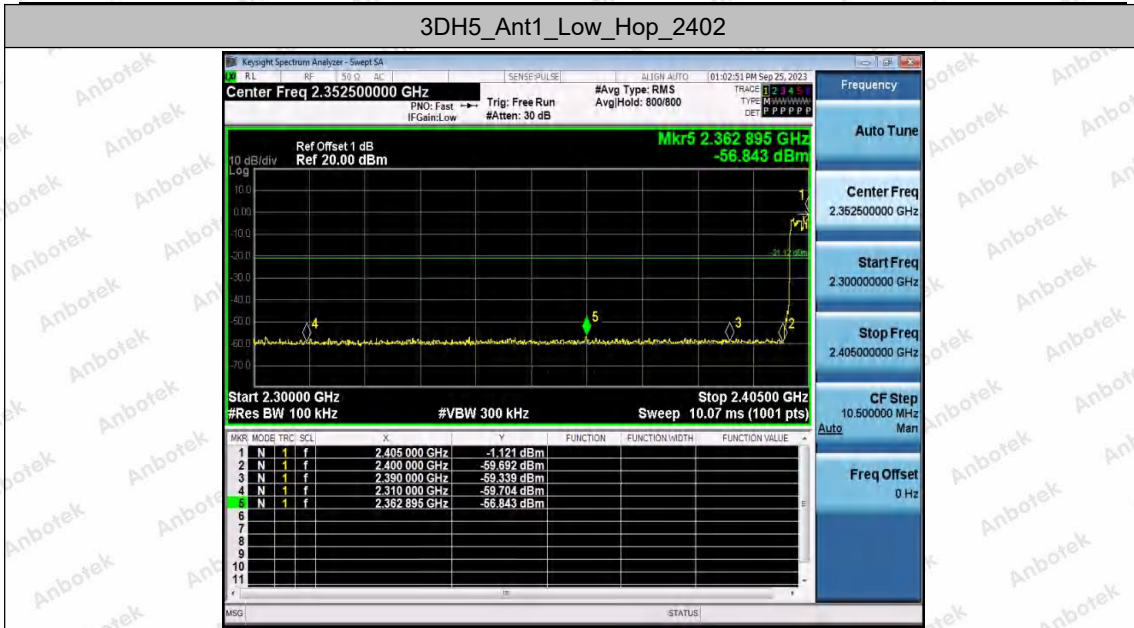 3DH5_Ant1_Low_Hop_2402
Keysight Spectrum Analyzer - Swept SA
RL RF 50 Ω AC SENSE:PULSE ALIGN AUTO 01:02:51 PM Sep 25, 2023
Center Freq 2.352500000 GHz
PNO: Fast
IFGain:Low
Trig: Free Run
#Atten: 30 dB
#Avg Type: RMS
Avg|Hold: 800/800
TRACE 1 2 3 4 5 6
TYPE M WWWWW
DET P P P P P P
Ref Offset 1 dB
10 dB/div Ref 20.00 dBm
Log
Mkr5 2.362 895 GHz
-56.843 dBm
10.0
0.00
-10.0
-20.0
-30.0
-40.0
-50.0
-60.0
-70.0
-21.12 dBm
1
2
3
4
5
Start 2.30000 GHz Stop 2.40500 GHz
#Res BW 100 kHz #VBW 300 kHz Sweep 10.07 ms (1001 pts)
MKR MODE TRC SCL X Y FUNCTION FUNCTION WIDTH FUNCTION VALUE
1 N 1 f 2.405 000 GHz -1.121 dBm
2 N 1 f 2.400 000 GHz -59.692 dBm
3 N 1 f 2.390 000 GHz -59.339 dBm
4 N 1 f 2.310 000 GHz -59.704 dBm
5 N 1 f 2.362 895 GHz -56.843 dBm
6
7
8
9
10
11
MSG STATUS
Frequency
Auto Tune
Center Freq
2.352500000 GHz
Start Freq
2.300000000 GHz
Stop Freq
2.405000000 GHz
CF Step
10.500000 MHz
Auto Man
Freq Offset
0 Hz
Anbotek